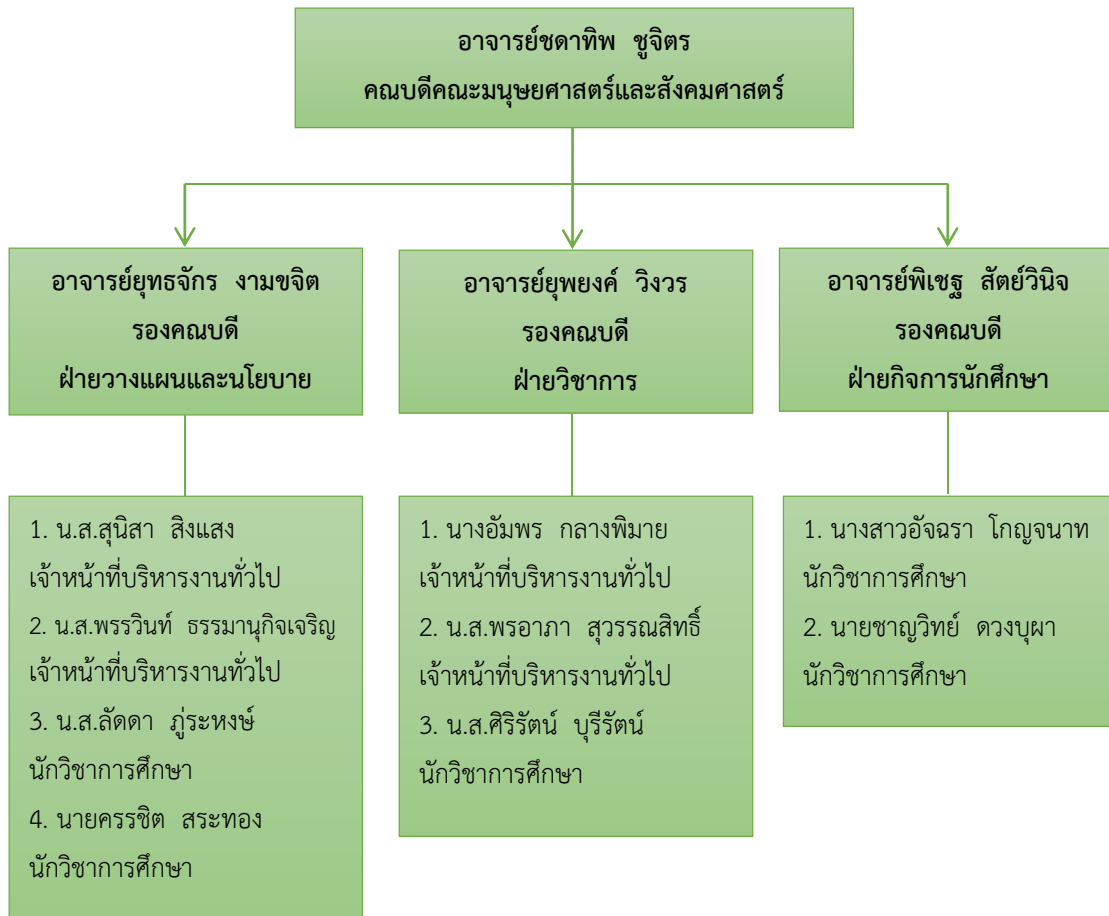 อาจารย์ชดาทิพ ชูจิตร
คณบดีคณะมนุษยศาสตร์และสังคมศาสตร์
อาจารย์ยุทธจักร งามขจิต
รองคณบดี
ฝ่ายวางแผนและนโยบาย
อาจารย์ยุพยงค์ วิงวร
รองคณบดี
ฝ่ายวิชาการ
อาจารย์พิเชฐ สัตย์วินิจ
รองคณบดี
ฝ่ายกิจการนักศึกษา
1. น.ส.สุนิสา สิงแสง
เจ้าหน้าที่บริหารงานทั่วไป
2. น.ส.พรรวินท์ ธรรมานุกิจเจริญ
เจ้าหน้าที่บริหารงานทั่วไป
3. น.ส.ลัดดา ภู่ระหงษ์
นักวิชาการศึกษา
4. นายครรชิต สระทอง
นักวิชาการศึกษา
1. นางอัมพร กลางพิมาย
เจ้าหน้าที่บริหารงานทั่วไป
2. น.ส.พรอาภา สุวรรณสิทธิ์
เจ้าหน้าที่บริหารงานทั่วไป
3. น.ส.ศิริรัตน์ บุรีรัตน์
นักวิชาการศึกษา
1. นางสาวอัจฉรา โกญจนาท
นักวิชาการศึกษา
2. นายชาญวิทย์ ดวงบุผา
นักวิชาการศึกษา